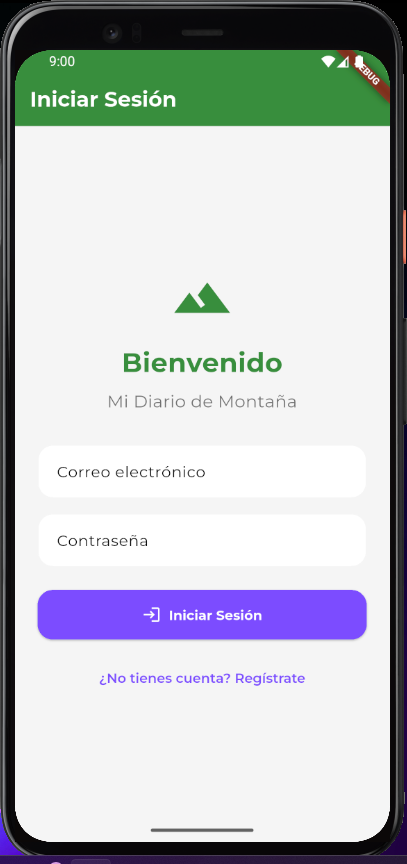 9:00
DEBUG
Iniciar Sesión
Bienvenido
Mi Diario de Montaña
Correo electrónico
Contraseña
Iniciar Sesión
¿No tienes cuenta? Regístrate